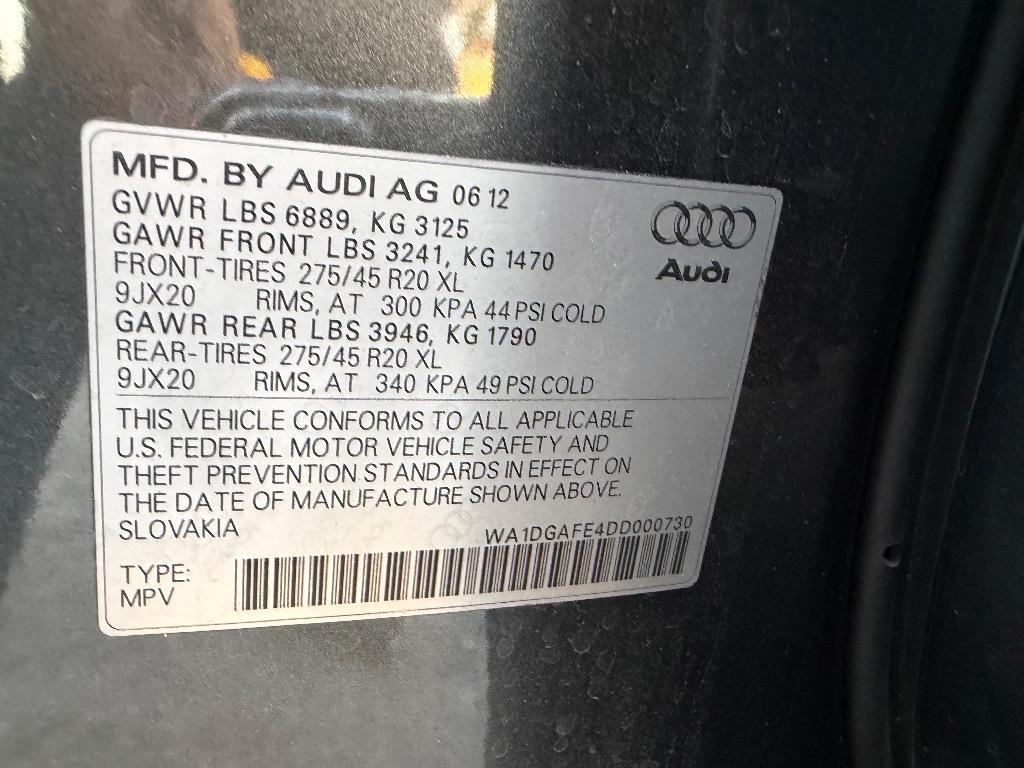 MFD. BY AUDI AG 06 12
GVWR LBS 6889, KG 3125
GAWR FRONT LBS 3241, KG 1470
FRONT-TIRES 275/45 R20 XL
9JX20 RIMS, AT 300 KPA 44 PSI COLD
GAWR REAR LBS 3946, KG 1790
REAR-TIRES 275/45 R20 XL
9JX20 RIMS, AT 340 KPA 49 PSI COLD
Audi
THIS VEHICLE CONFORMS TO ALL APPLICABLE
U.S. FEDERAL MOTOR VEHICLE SAFETY AND
THEFT PREVENTION STANDARDS IN EFFECT ON
THE DATE OF MANUFACTURE SHOWN ABOVE.
SLOVAKIA
WA1DGAFE4DD000730
TYPE:
MPV